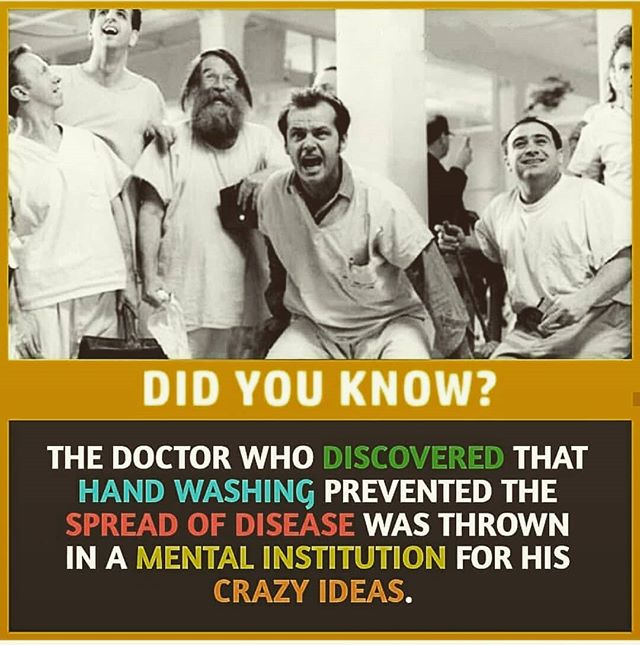 DID YOU KNOW?
THE DOCTOR WHO DISCOVERED THAT
HAND WASHING PREVENTED THE
SPREAD OF DISEASE WAS THROWN
IN A MENTAL INSTITUTION FOR HIS
CRAZY IDEAS.